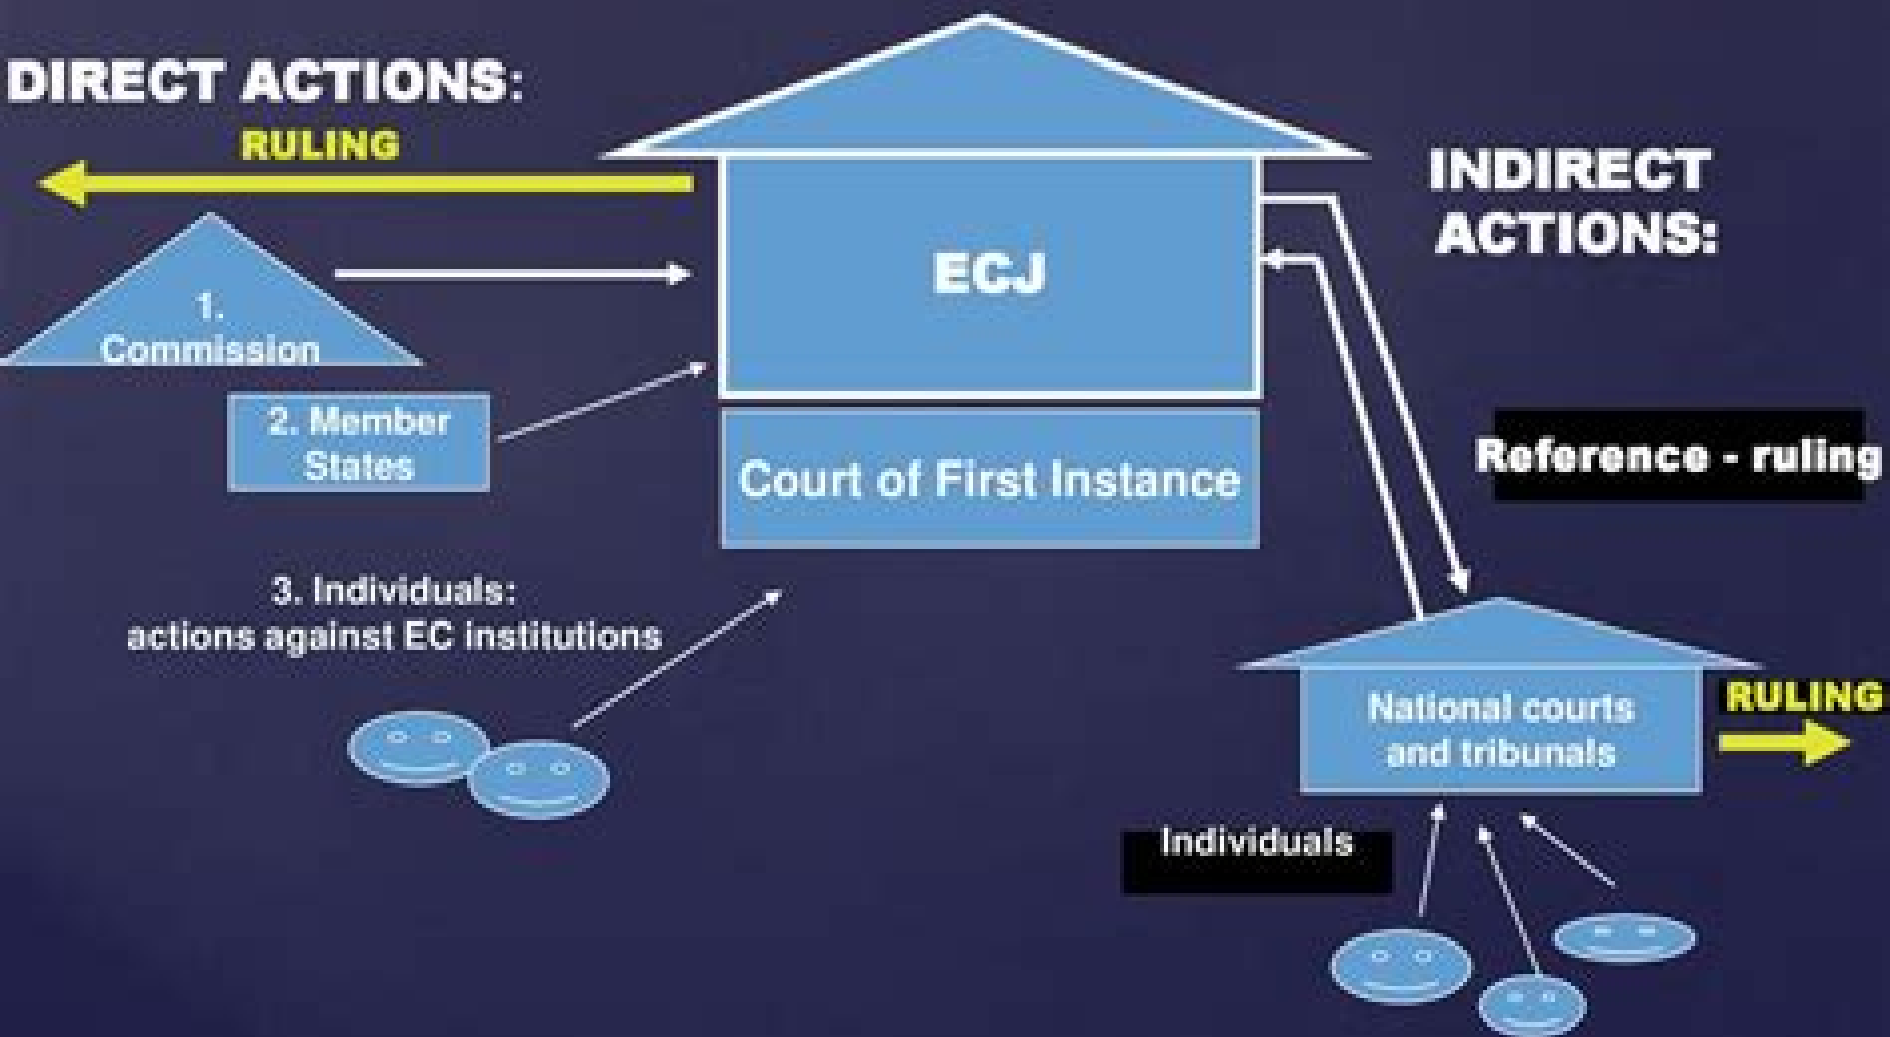 DIRECT ACTIONS:
RULING
1.
Commission
2. Member
States
3. Individuals:
actions against EC institutions
ECJ
Court of First Instance
INDIRECT
ACTIONS:
Reference - ruling
National courts
and tribunals
RULING
Individuals